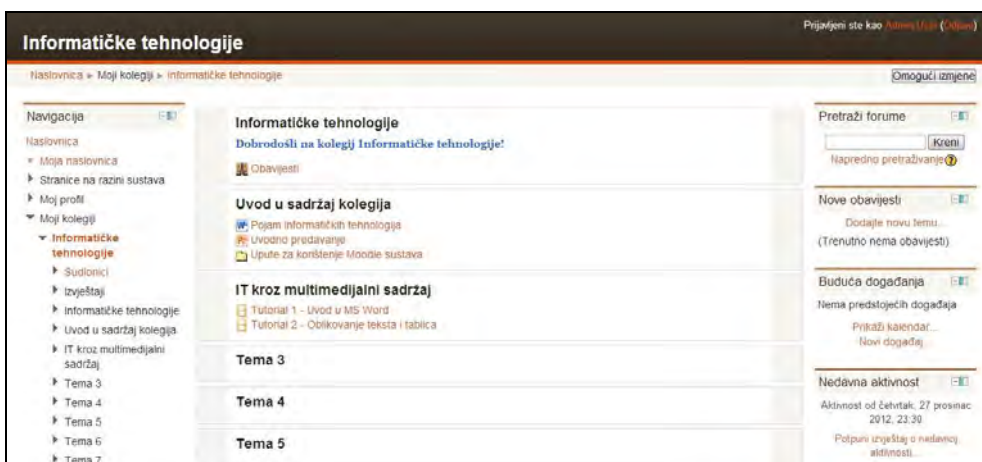 Informatičke tehnologije
Prijavljeni ste kao Admin User (Odjava)
Naslovnica ► Moji kolegiji ► Informatičke tehnologije
Omogući izmjene
Navigacija
Naslovnica
Moja naslovnica
Stranice na razini sustava
Moj profil
Moji kolegiji
Informatičke
tehnologije
Sudionici
Izvještaji
Informatičke tehnologije
Uvod u sadržaj kolegija
IT kroz multimedijalni
sadržaj
Tema 3
Tema 4
Tema 5
Tema 6
Tema 7
Informatičke tehnologije
Dobrodošli na kolegij Informatičke tehnologije!
Obavijesti
Uvod u sadržaj kolegija
Pojam informatičkih tehnologija
Uvodno predavanje
Upute za korištenje Moodle sustava
IT kroz multimedijalni sadržaj
Tutorial 1 - Uvod u MS Word
Tutorial 2 - Oblikovanje teksta i tablica
Tema 3
Tema 4
Tema 5
Pretraži forume
Kreni
Napredno pretraživanje
Nove obavijesti
Dodajte novu temu...
(Trenutno nema obavijesti)
Buduća događanja
Nema predstojećih događaja
Prikaži kalendar...
Novi događaj...
Nedavna aktivnost
Aktivnost od četvrtak, 27 prosinac
2012, 23:30
Potpuni izvještaj o nedavnoj
aktivnosti...